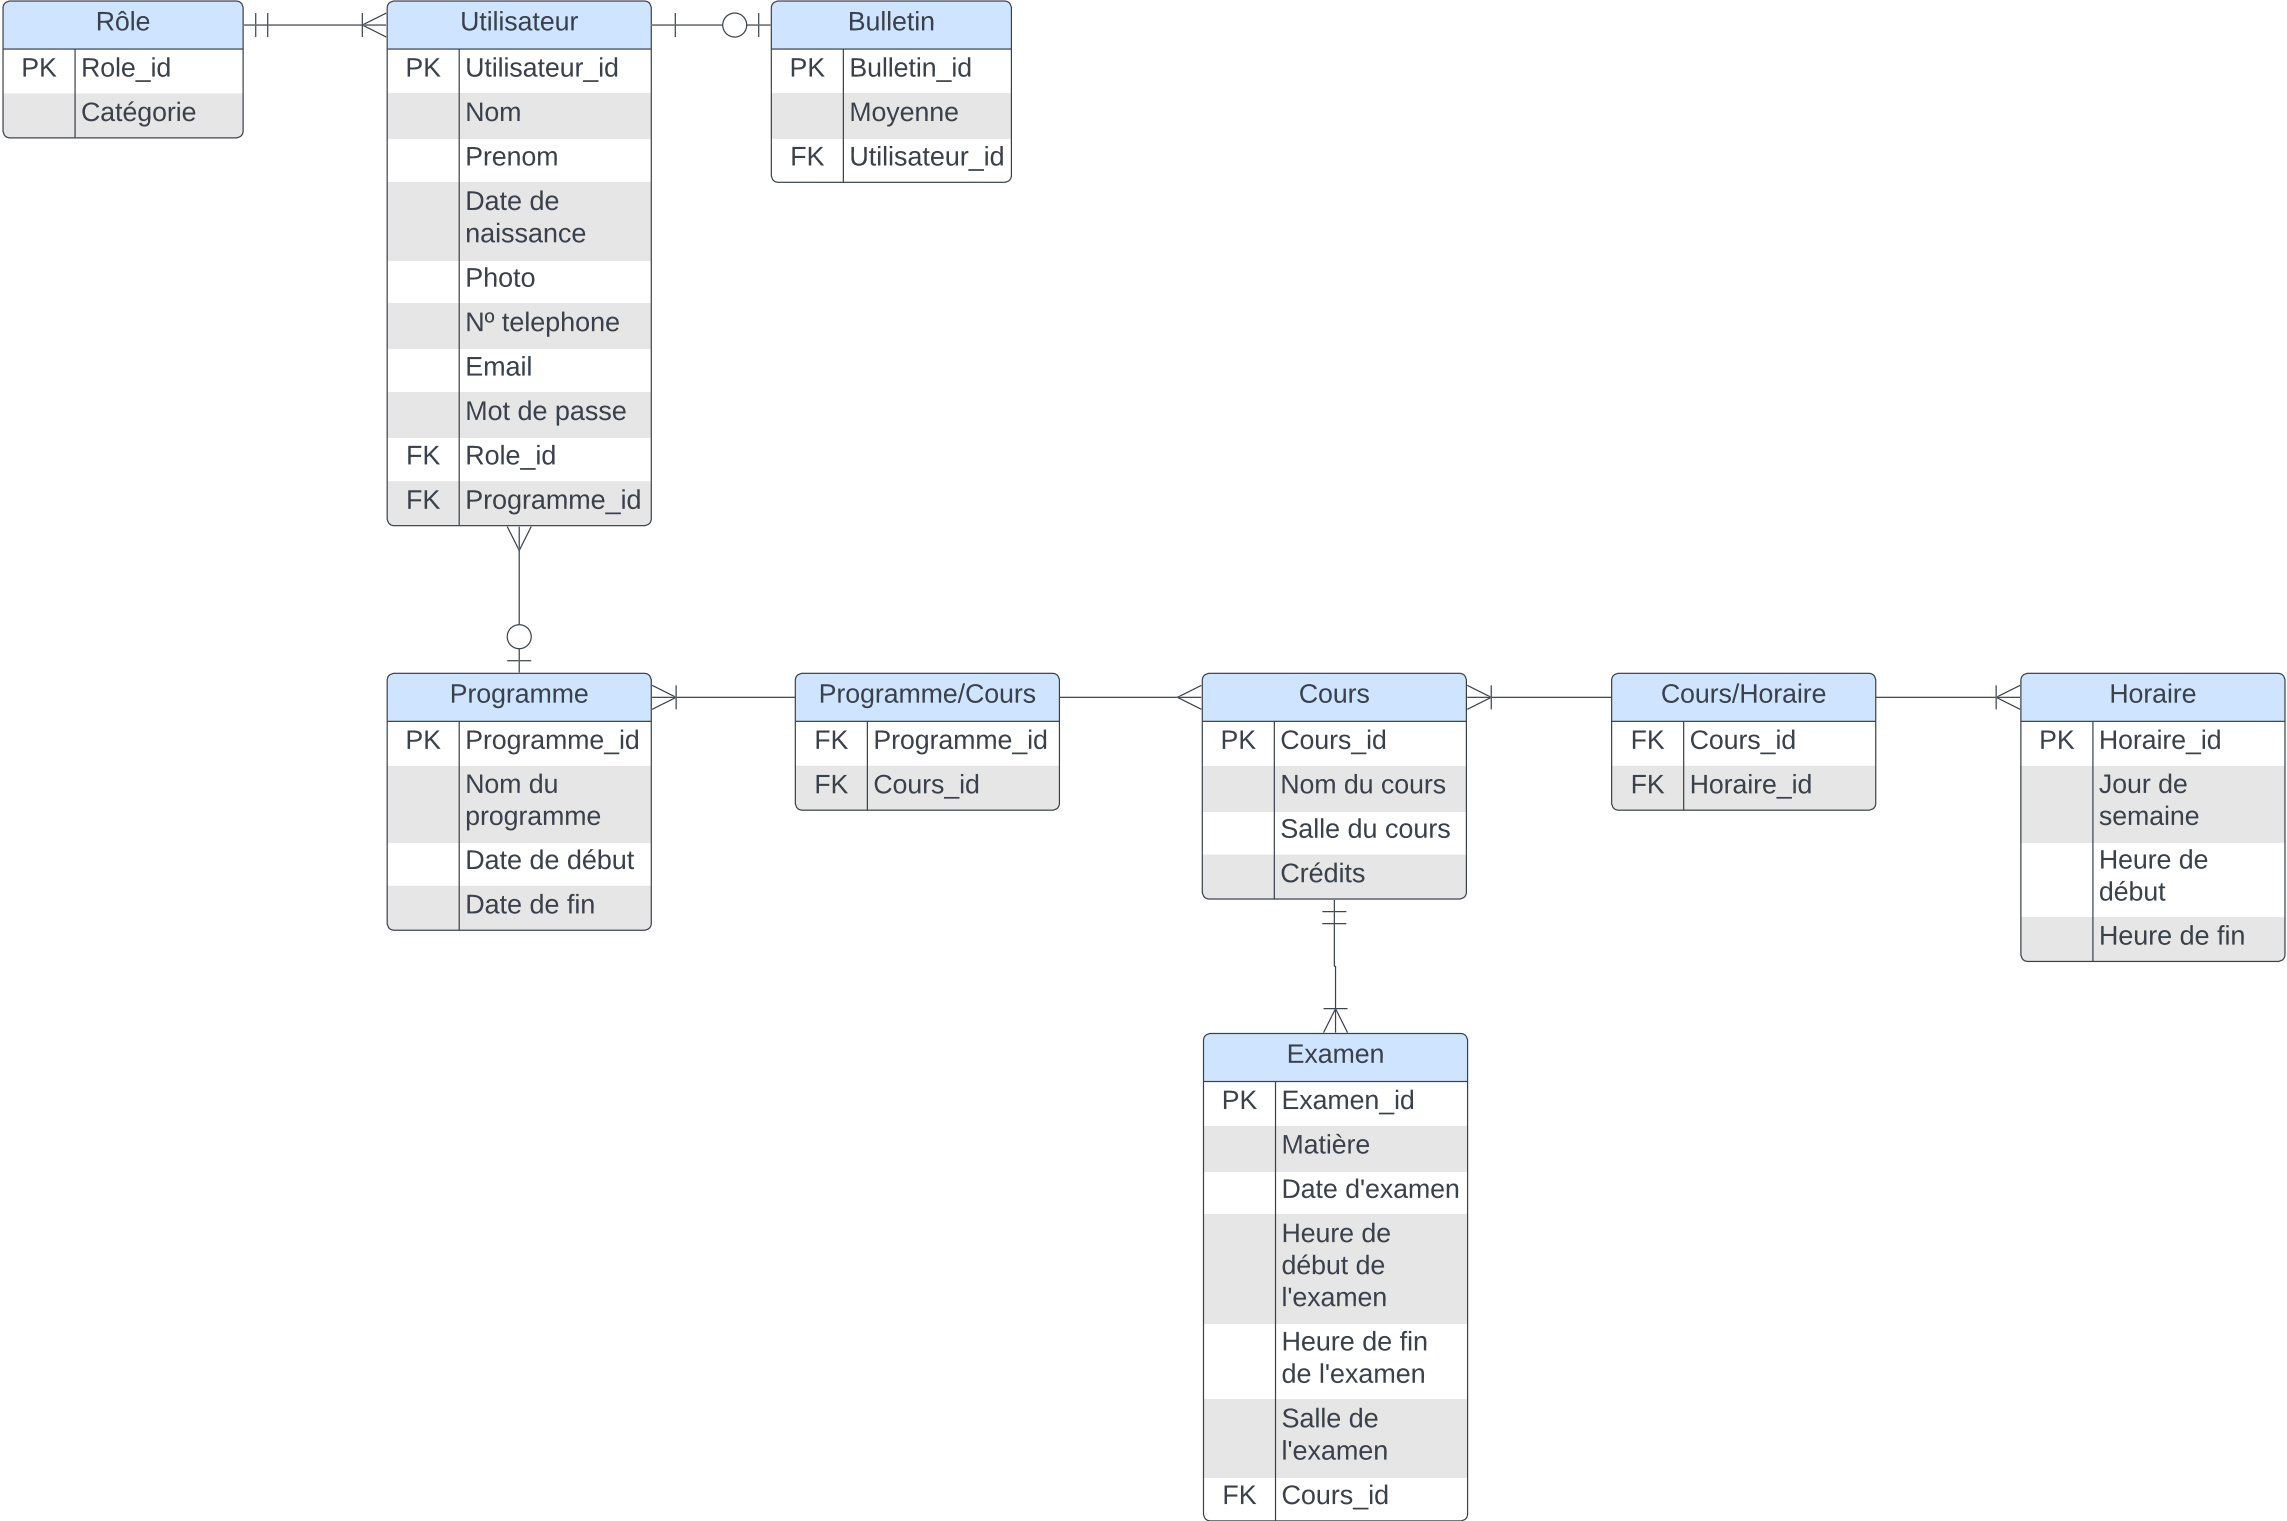 Rôle
PK Role_id
Catégorie
Utilisateur
PK Utilisateur_id
Nom
Prenom
Date de
naissance
Photo
Nº telephone
Email
Mot de passe
FK Role_id
FK Programme_id
Bulletin
PK Bulletin_id
Moyenne
FK Utilisateur_id
Programme
PK Programme_id
Nom du
programme
Date de début
Date de fin
Programme/Cours
FK Programme_id
FK Cours_id
Cours
PK Cours_id
Nom du cours
Salle du cours
Crédits
Cours/Horaire
FK Cours_id
FK Horaire_id
Horaire
PK Horaire_id
Jour de
semaine
Heure de
début
Heure de fin
Examen
PK Examen_id
Matière
Date d'examen
Heure de
début de
l'examen
Heure de fin
de l'examen
Salle de
l'examen
FK Cours_id